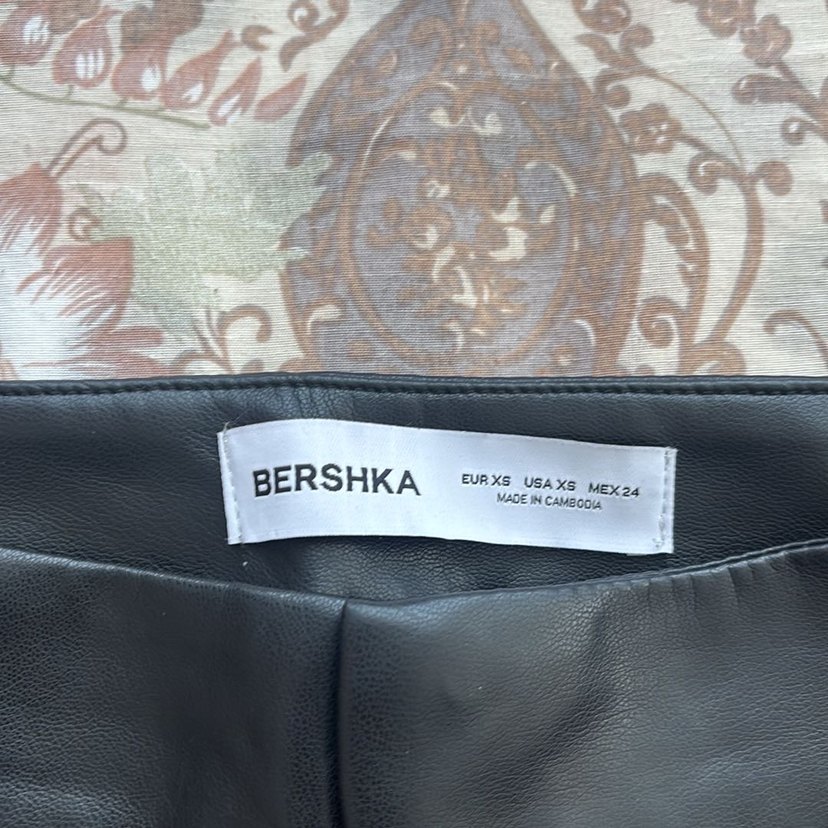 BERSHKA
EUR XS USA XS MEX 24
MADE IN CAMBODIA